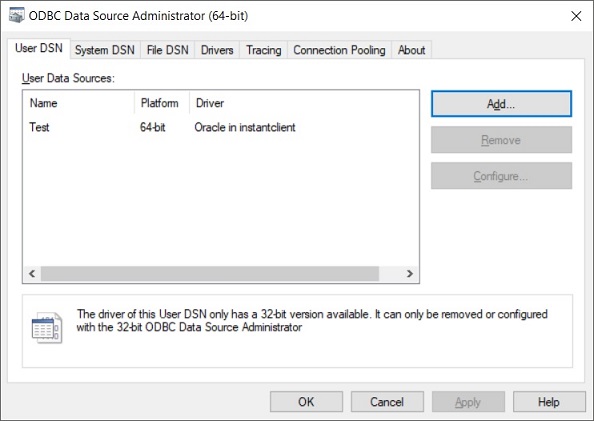 ODBC Data Source Administrator (64-bit)
User DSN System DSN File DSN Drivers Tracing Connection Pooling About
User Data Sources:
Name Platform Driver
Test 64-bit Oracle in instantclient
Add...
Remove
Configure...
The driver of this User DSN only has a 32-bit version available. It can only be removed or configured
with the 32-bit ODBC Data Source Administrator
OK Cancel Apply Help